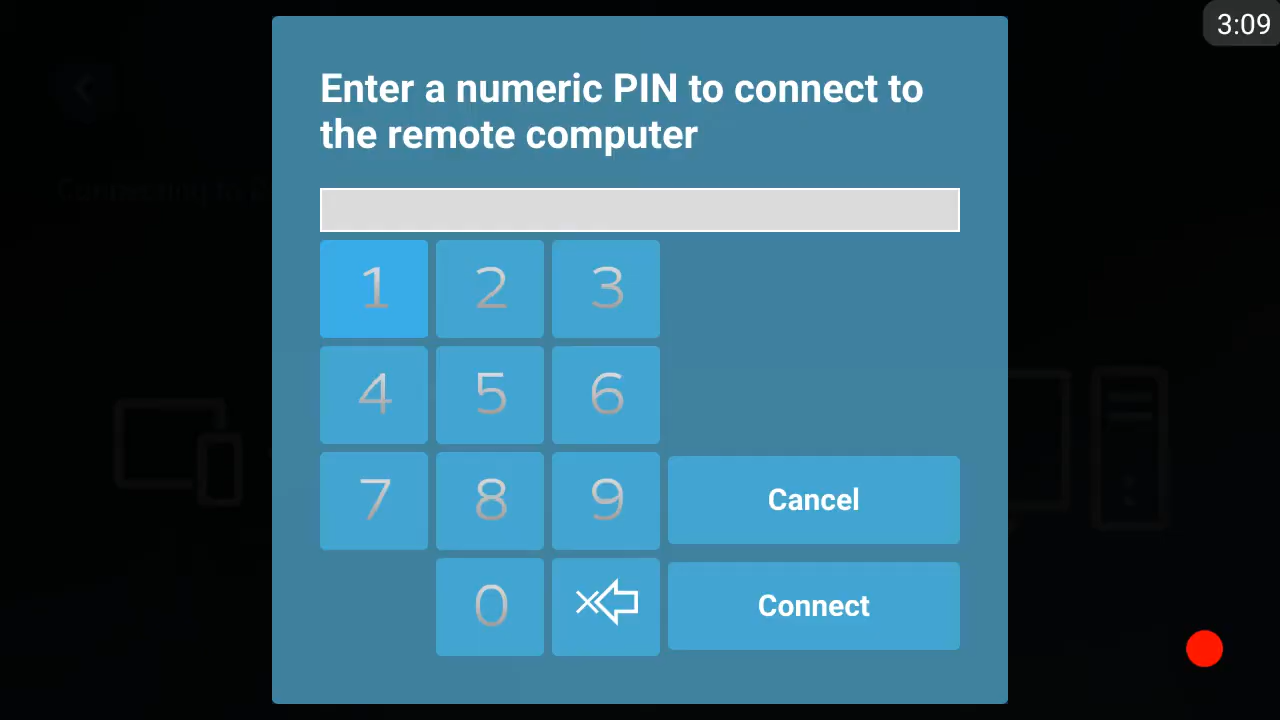 3:09
Enter a numeric PIN to connect to
the remote computer
1 2 3
4 5 6
7 8 9 Cancel
0 Connect